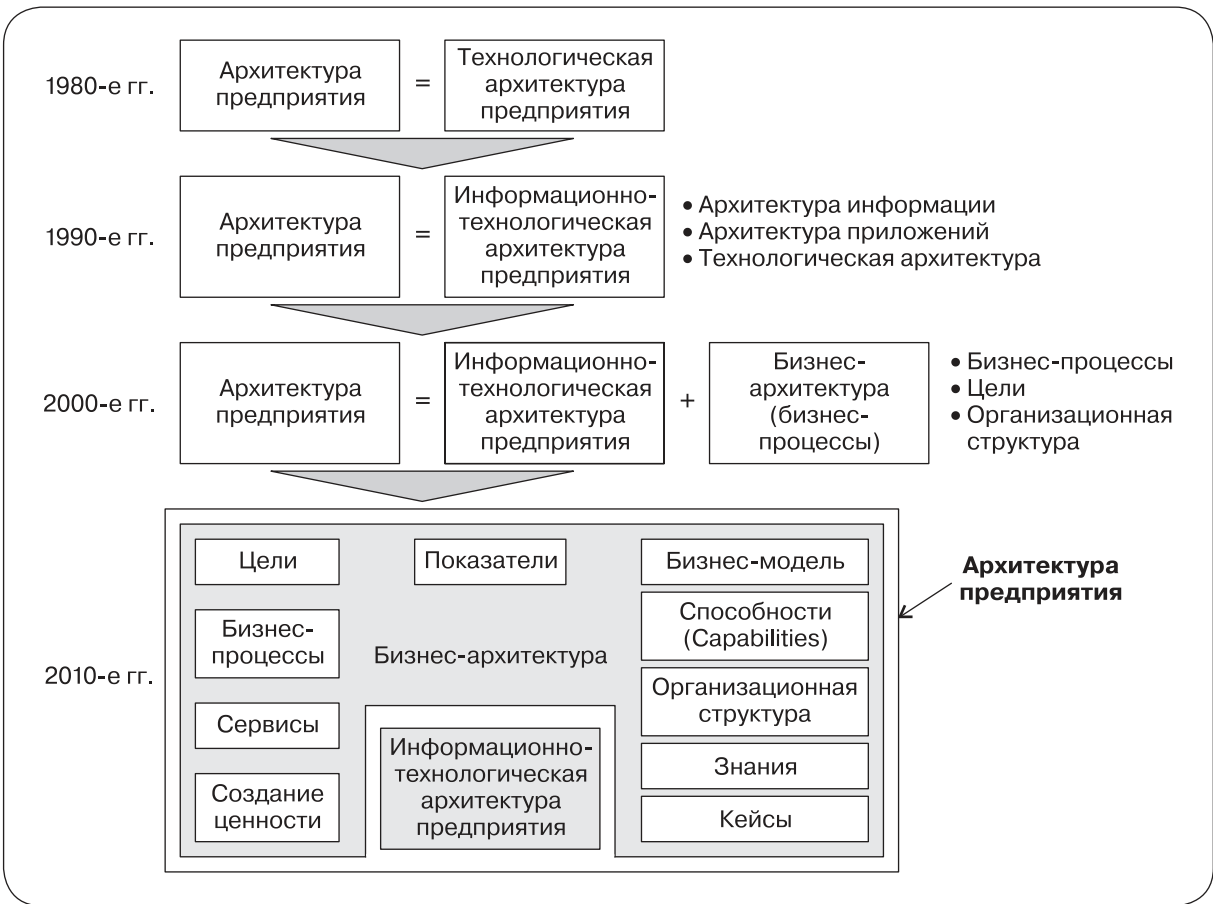 1980-е гг.
Архитектура
предприятия
=
Технологическая
архитектура
предприятия
1990-е гг.
Архитектура
предприятия
=
Информационно-
технологическая
архитектура
предприятия
• Архитектура информации
• Архитектура приложений
• Технологическая архитектура
2000-е гг.
Архитектура
предприятия
=
Информационно-
технологическая
архитектура
предприятия
+
Бизнес-
архитектура
(бизнес-
процессы)
• Бизнес-процессы
• Цели
• Организационная
структура
2010-е гг.
Цели
Бизнес-
процессы
Сервисы
Создание
ценности
Показатели
Бизнес-архитектура
Информационно-
технологическая
архитектура
предприятия
Бизнес-модель
Способности
(Capabilities)
Организационная
структура
Знания
Кейсы
Архитектура
предприятия